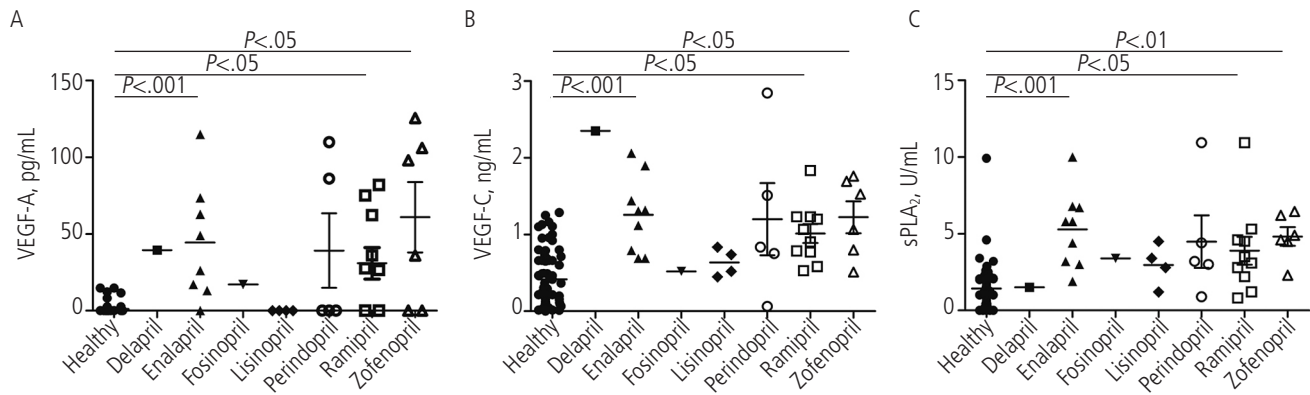 A
P<.05
P<.05
P<.001
150
100
50
0
VEGF-A, pg/mL
Healthy
Delapril
Enalapril
Fosinopril
Lisinopril
Perindopril
Ramipril
Zofenopril
B
P<.05
P<.05
P<.001
3
2
1
0
VEGF-C, ng/mL
Healthy
Delapril
Enalapril
Fosinopril
Lisinopril
Perindopril
Ramipril
Zofenopril
C
P<.01
P<.05
P<.001
15
10
5
0
sPLA₂, U/mL
Healthy
Delapril
Enalapril
Fosinopril
Lisinopril
Perindopril
Ramipril
Zofenopril